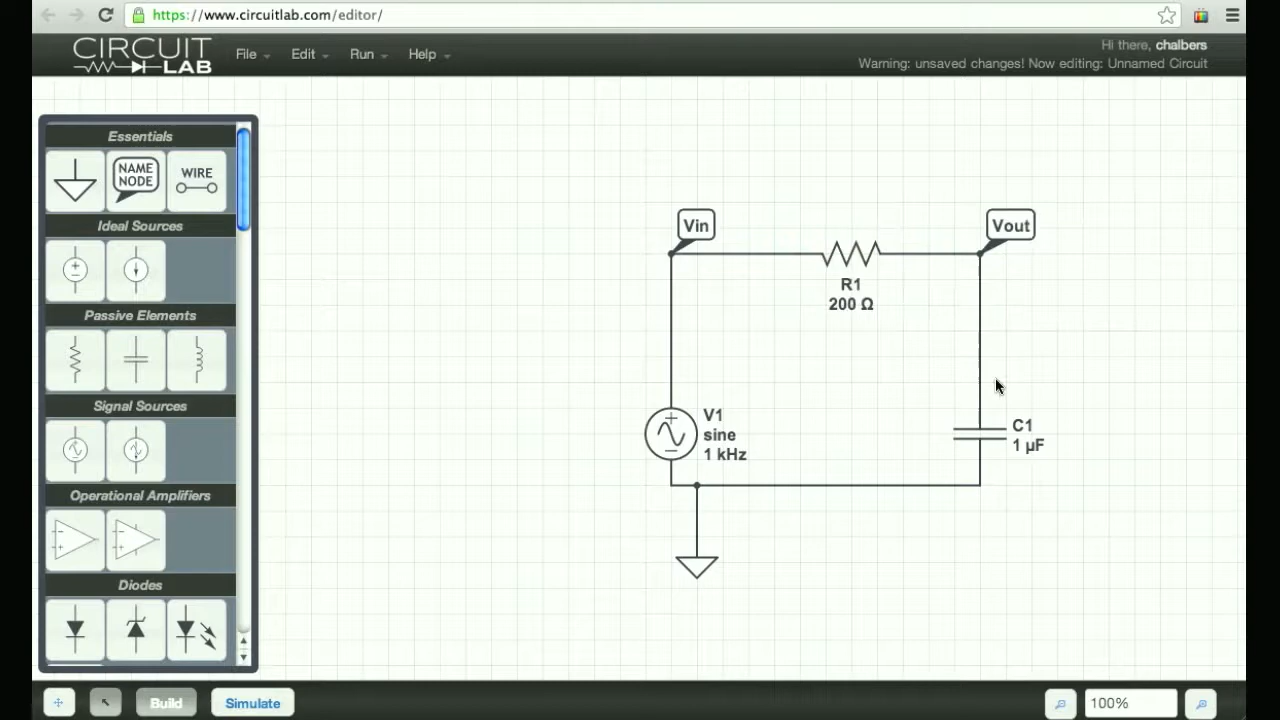 https://www.circuitlab.com/editor/
CIRCUIT
LAB
File Edit Run Help
Hi there, chalbers
Warning: unsaved changes! Now editing: Unnamed Circuit
Essentials
NAME
NODE
WIRE
Ideal Sources
Passive Elements
Signal Sources
Operational Amplifiers
Diodes
Vin
Vout
R1
200 Ω
V1
sine
1 kHz
C1
1 µF
Build
Simulate
100%